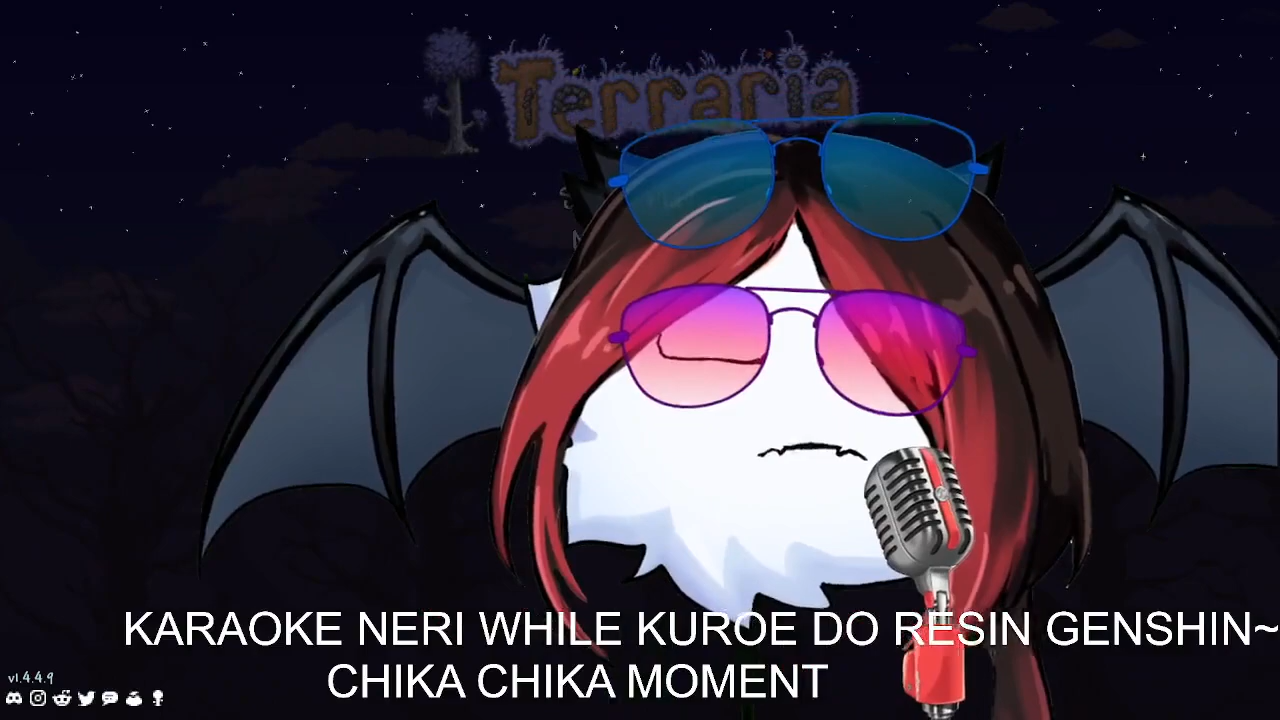 Terraria
KARAOKE NERI WHILE KUROE DO RESIN GENSHIN~
CHIKA CHIKA MOMENT
v1.4.4.9